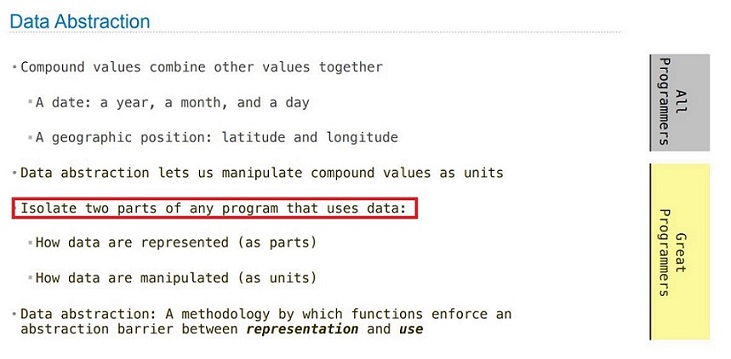 Data Abstraction
• Compound values combine other values together
• A date: a year, a month, and a day
• A geographic position: latitude and longitude
• Data abstraction lets us manipulate compound values as units
• Isolate two parts of any program that uses data:
• How data are represented (as parts)
• How data are manipulated (as units)
• Data abstraction: A methodology by which functions enforce an
abstraction barrier between representation and use
All
Programmers
Great
Programmers